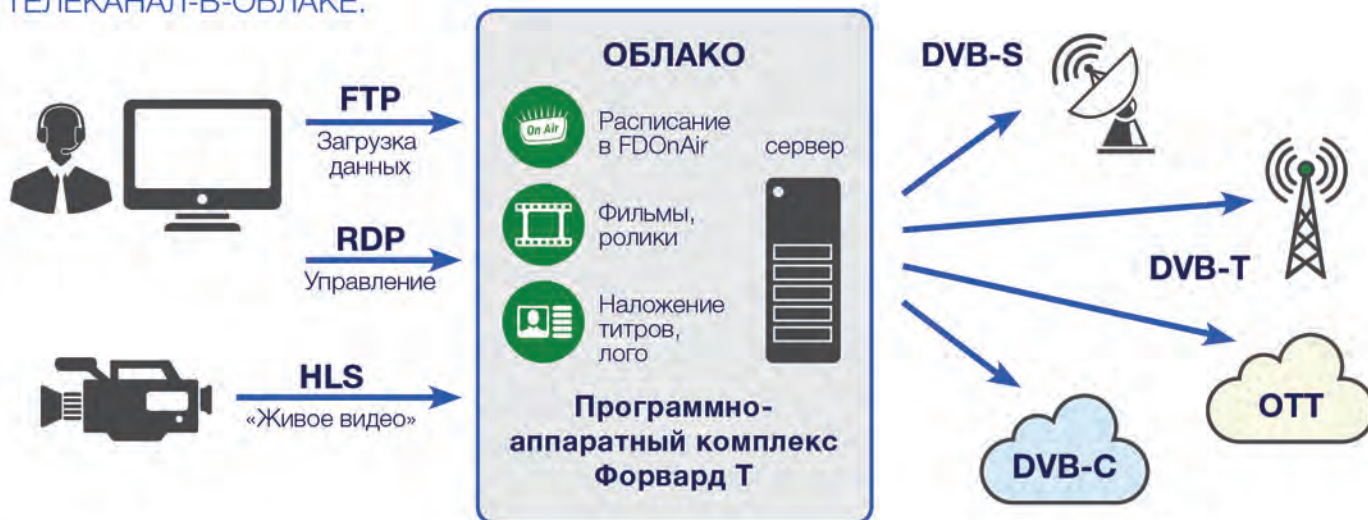 ТЕЛЕКАНАЛ-В-ОБЛАКЕ.
FTP
Загрузка
данных
RDP
Управление
HLS
«Живое видео»
ОБЛАКО
On Air
Расписание
в FDOnAir
сервер
Фильмы,
ролики
Наложение
титров,
лого
Программно-
аппаратный комплекс
Форвард Т
DVB-S
DVB-T
OTT
DVB-C